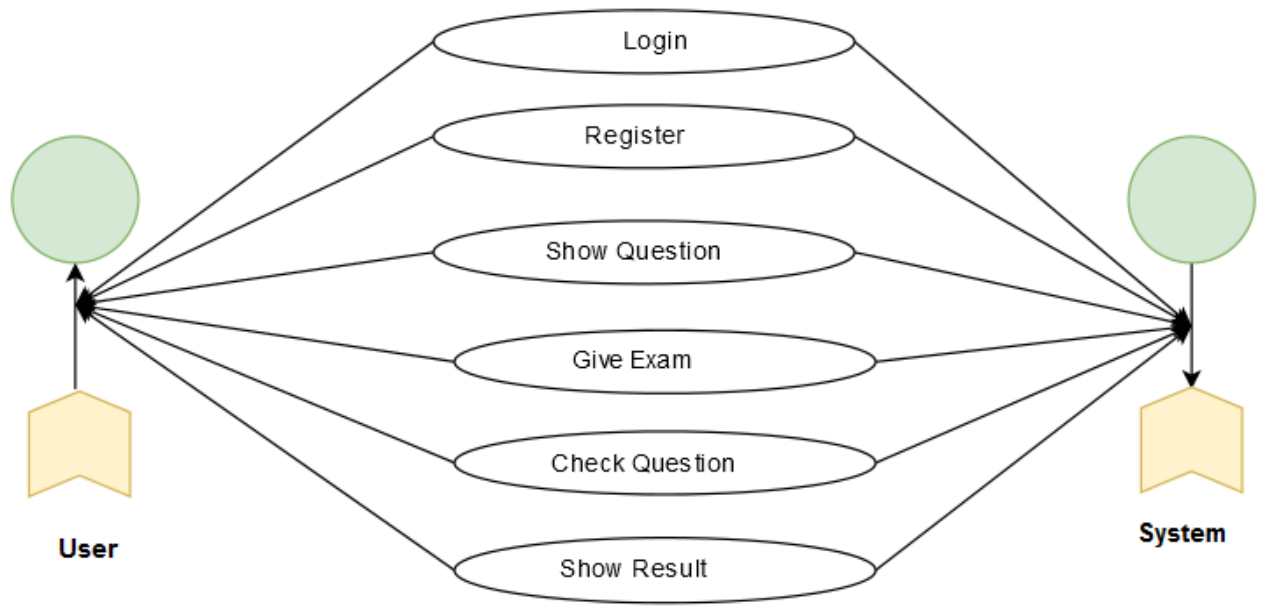 Login
Register
Show Question
Give Exam
Check Question
Show Result
User
System